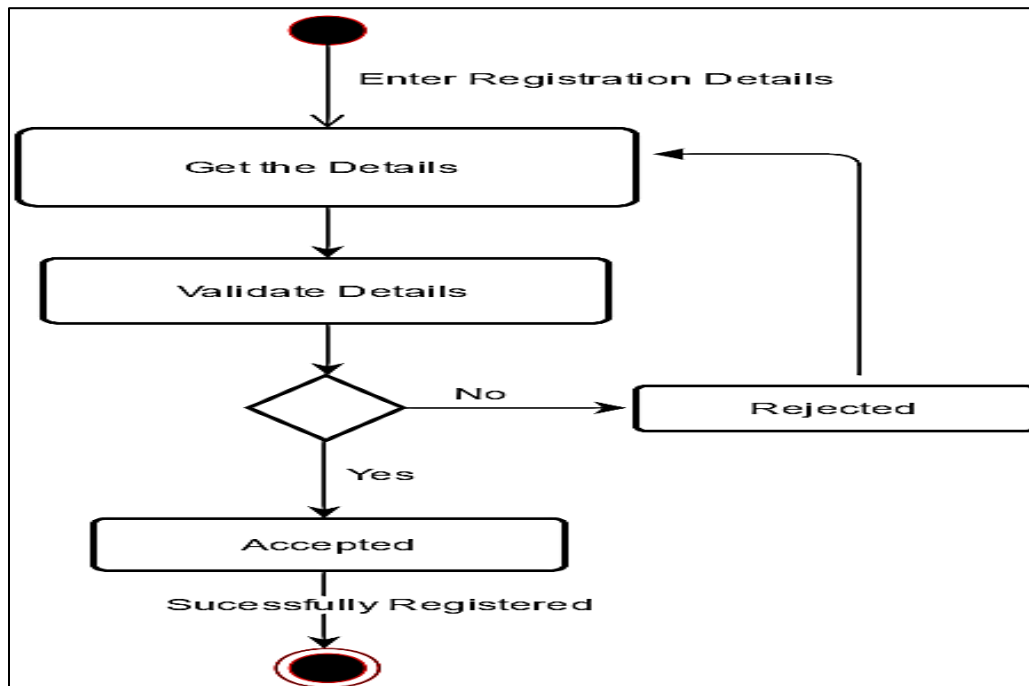 Enter Registration Details
Get the Details
Validate Details
No
Rejected
Yes
Accepted
Sucessfully Registered